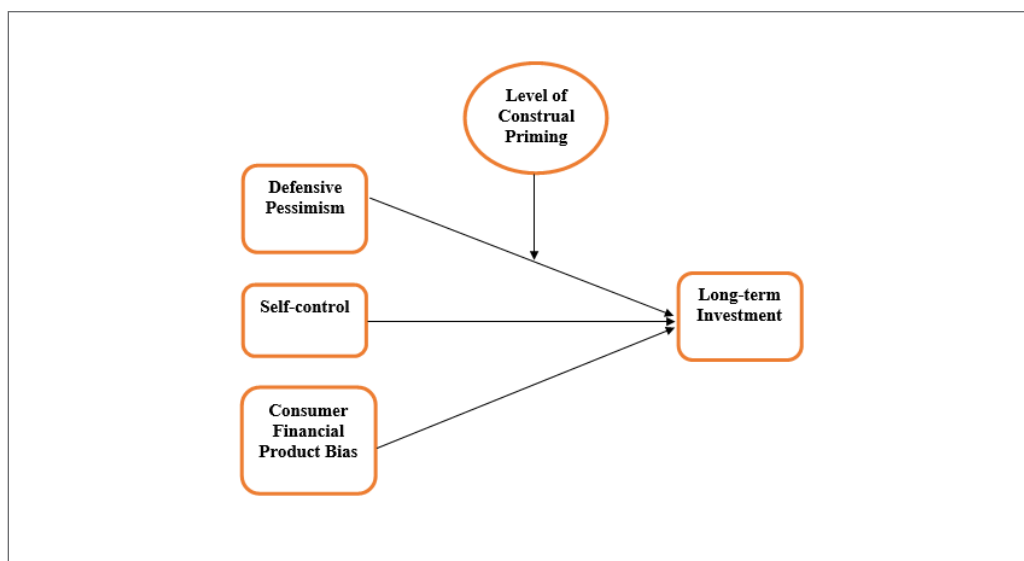 Level of
Construal
Priming
Defensive
Pessimism
Self-control
Long-term
Investment
Consumer
Financial
Product Bias